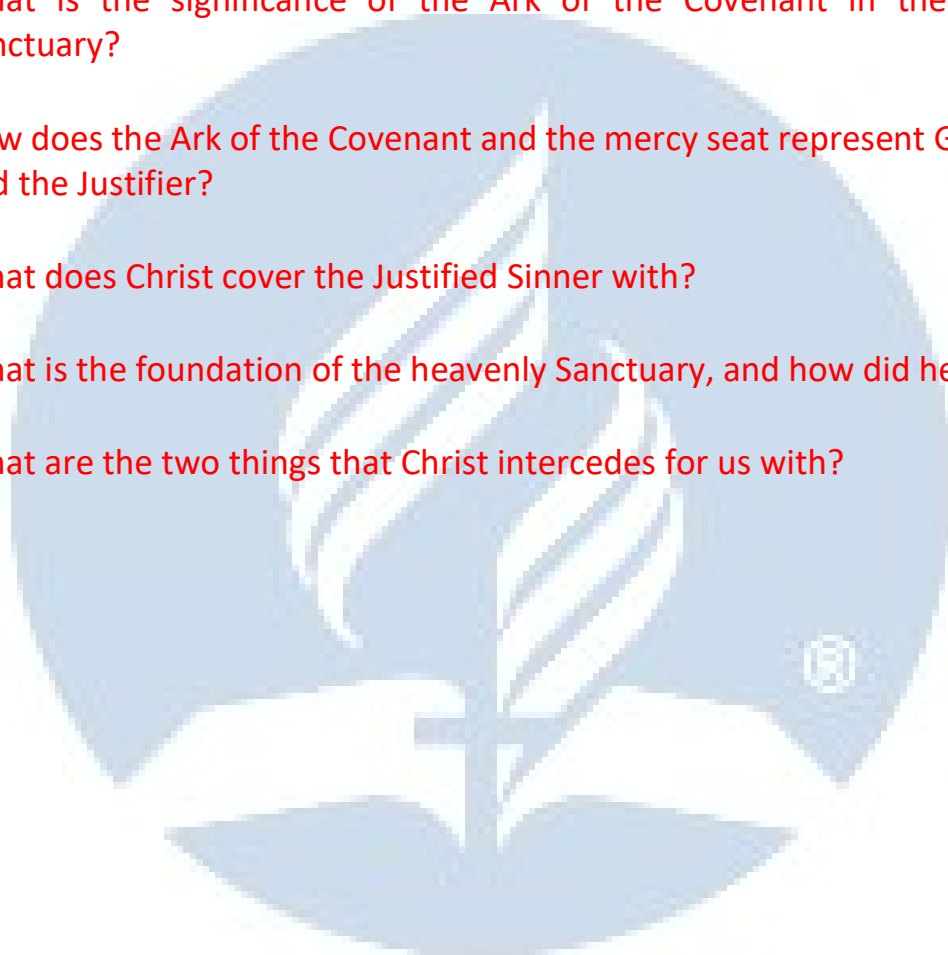 at is the significance of the Ark of the Covenant in the
nctuary?
w does the Ark of the Covenant and the mercy seat represent G
d the Justifier?
hat does Christ cover the Justified Sinner with?
hat is the foundation of the heavenly Sanctuary, and how did he
hat are the two things that Christ intercedes for us with?
®